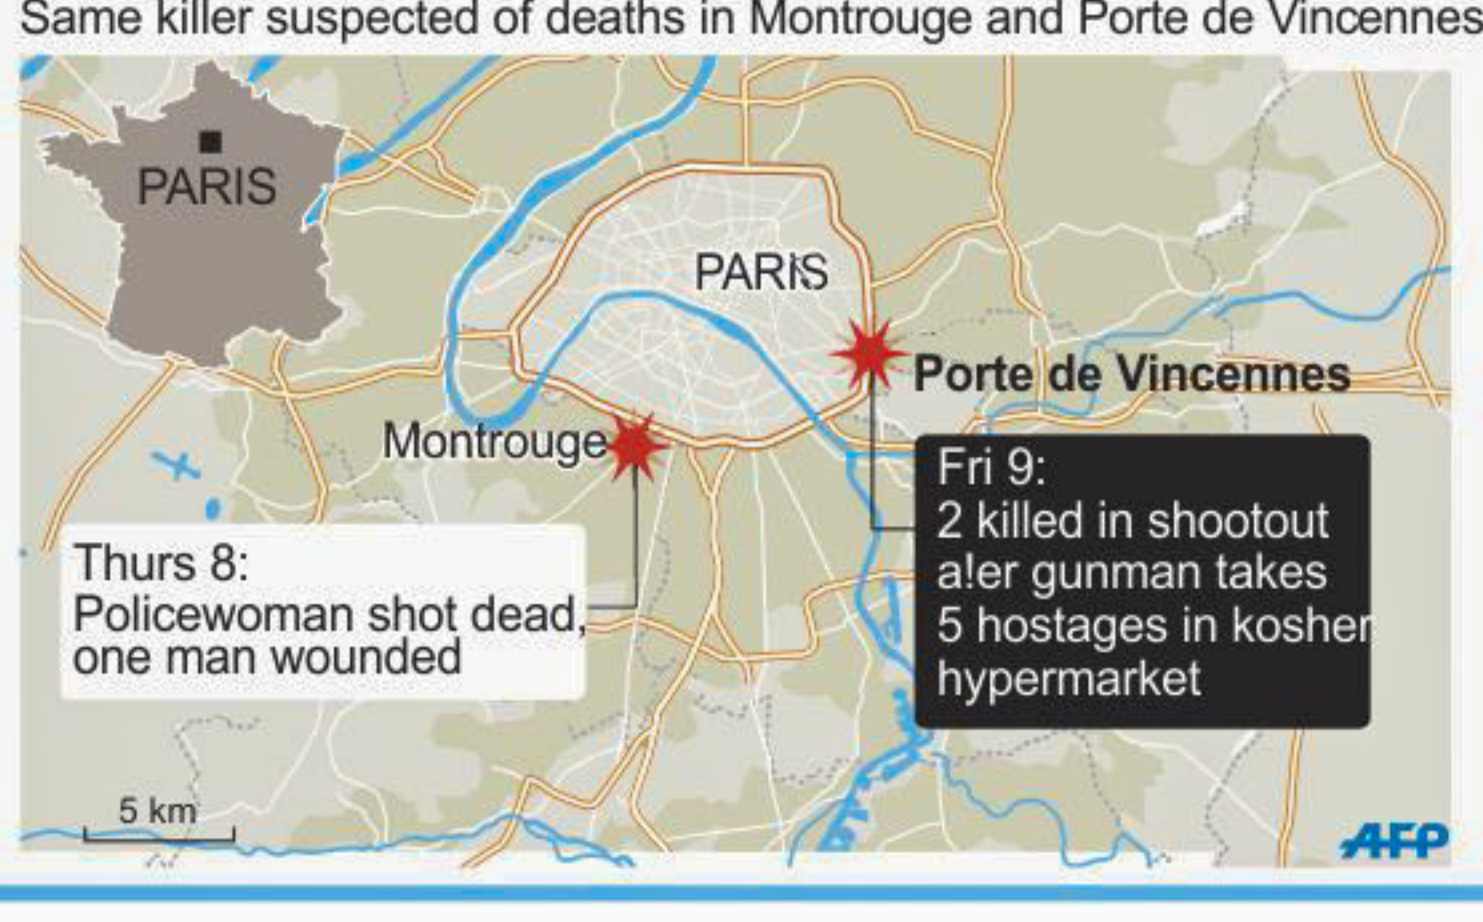 Same killer suspected of deaths in Montrouge and Porte de Vincennes
PARIS
PARIS
Porte de Vincennes
Montrouge
Thurs 8:
Policewoman shot dead,
one man wounded
Fri 9:
2 killed in shootout
a!er gunman takes
5 hostages in kosher
hypermarket
5 km
AFP